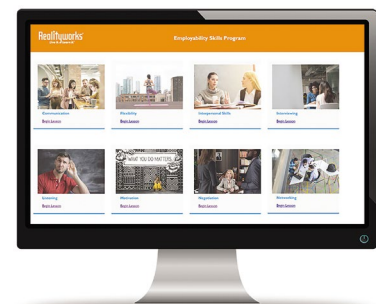 Realityworks
Employability Skills Program
Communication
Flexibility
Interpersonal Skills
Interviewing
Begin Lesson
Begin Lesson
Begin Lesson
Begin Lesson
WHAT YOU DO MATTERS.
Listening
Motivation
Negotiation
Networking
Begin Lesson
Begin Lesson
Begin Lesson
Begin Lesson